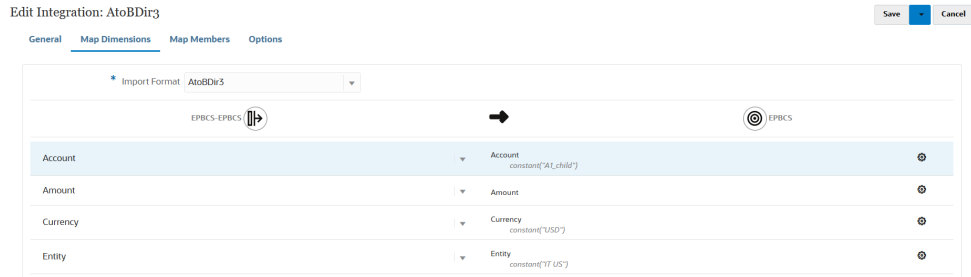 Edit Integration: AtoBDir3
Save
Cancel
General Map Dimensions Map Members Options
* Import Format AtoBDir3
EPBCS-EPBCS EPBCS
Account Account
constant("A1_child")
Amount Amount
Currency Currency
constant("USD")
Entity Entity
constant("IT US")